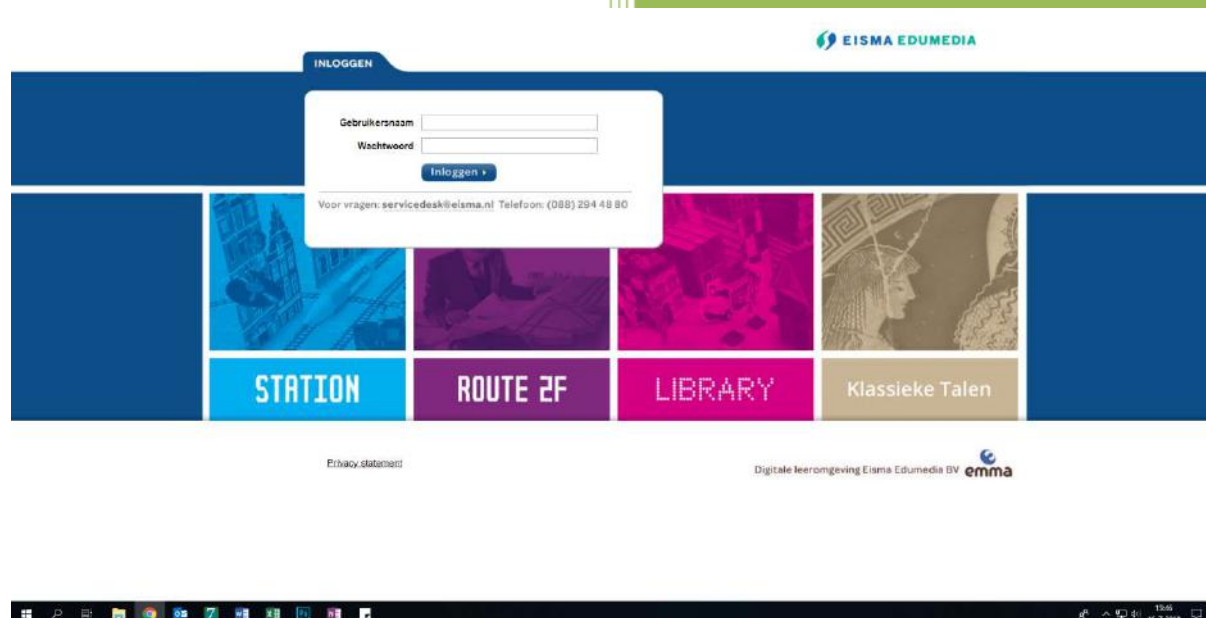 EISMA EDUMEDIA
INLOGGEN
Gebruikersnaam
Wachtwoord
Inloggen
Voor vragen: servicedesk@eisma.nl Telefoon: (088) 294 48 80
STATION
ROUTE 2F
LIBRARY
Klassieke Talen
Privacy statement
Digitale leeromgeving Eisma Edumedia BV emma